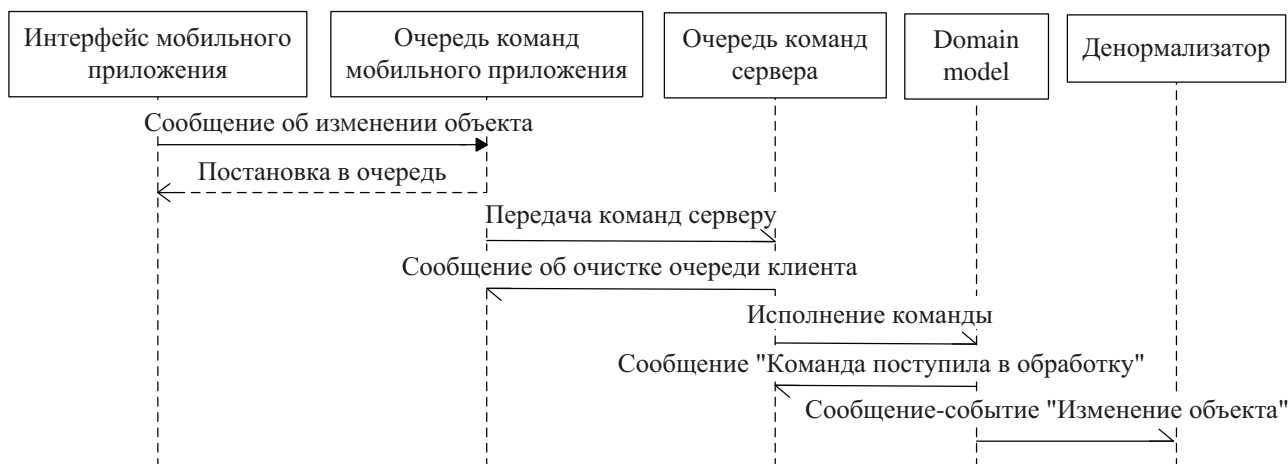 Интерфейс мобильного
приложения
Очередь команд
мобильного приложения
Очередь команд
сервера
Domain
model
Денормализатор
Сообщение об изменении объекта
Постановка в очередь
Передача команд серверу
Сообщение об очистке очереди клиента
Исполнение команды
Сообщение "Команда поступила в обработку"
Сообщение-событие "Изменение объекта"